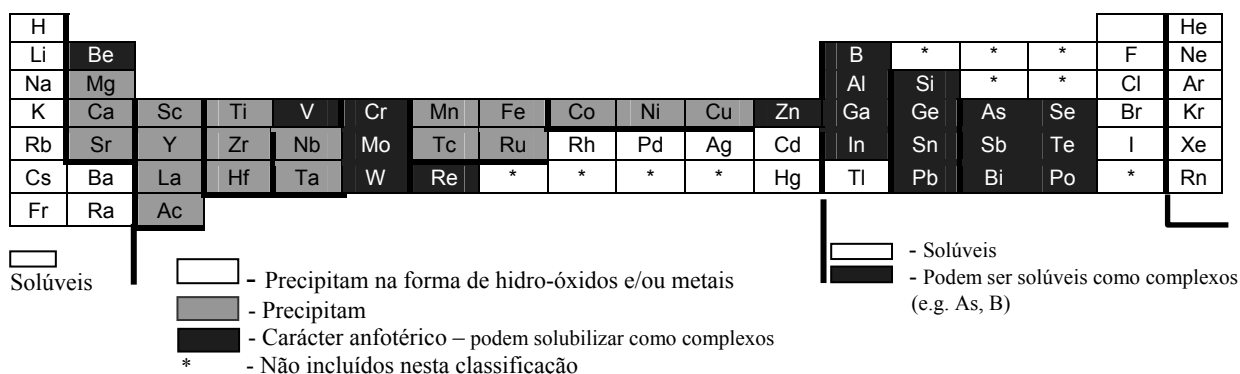 H He
Li Be B * * * F Ne
Na Mg Al Si * * Cl Ar
K Ca Sc Ti V Cr Mn Fe Co Ni Cu Zn Ga Ge As Se Br Kr
Rb Sr Y Zr Nb Mo Tc Ru Rh Pd Ag Cd In Sn Sb Te I Xe
Cs Ba La Hf Ta W Re * * * * Hg Tl Pb Bi Po * Rn
Fr Ra Ac
Solúveis
- Precipitam na forma de hidro-óxidos e/ou metais
- Precipitam
- Carácter anfotérico – podem solubilizar como complexos
* - Não incluídos nesta classificação
- Solúveis
- Podem ser solúveis como complexos
(e.g. As, B)